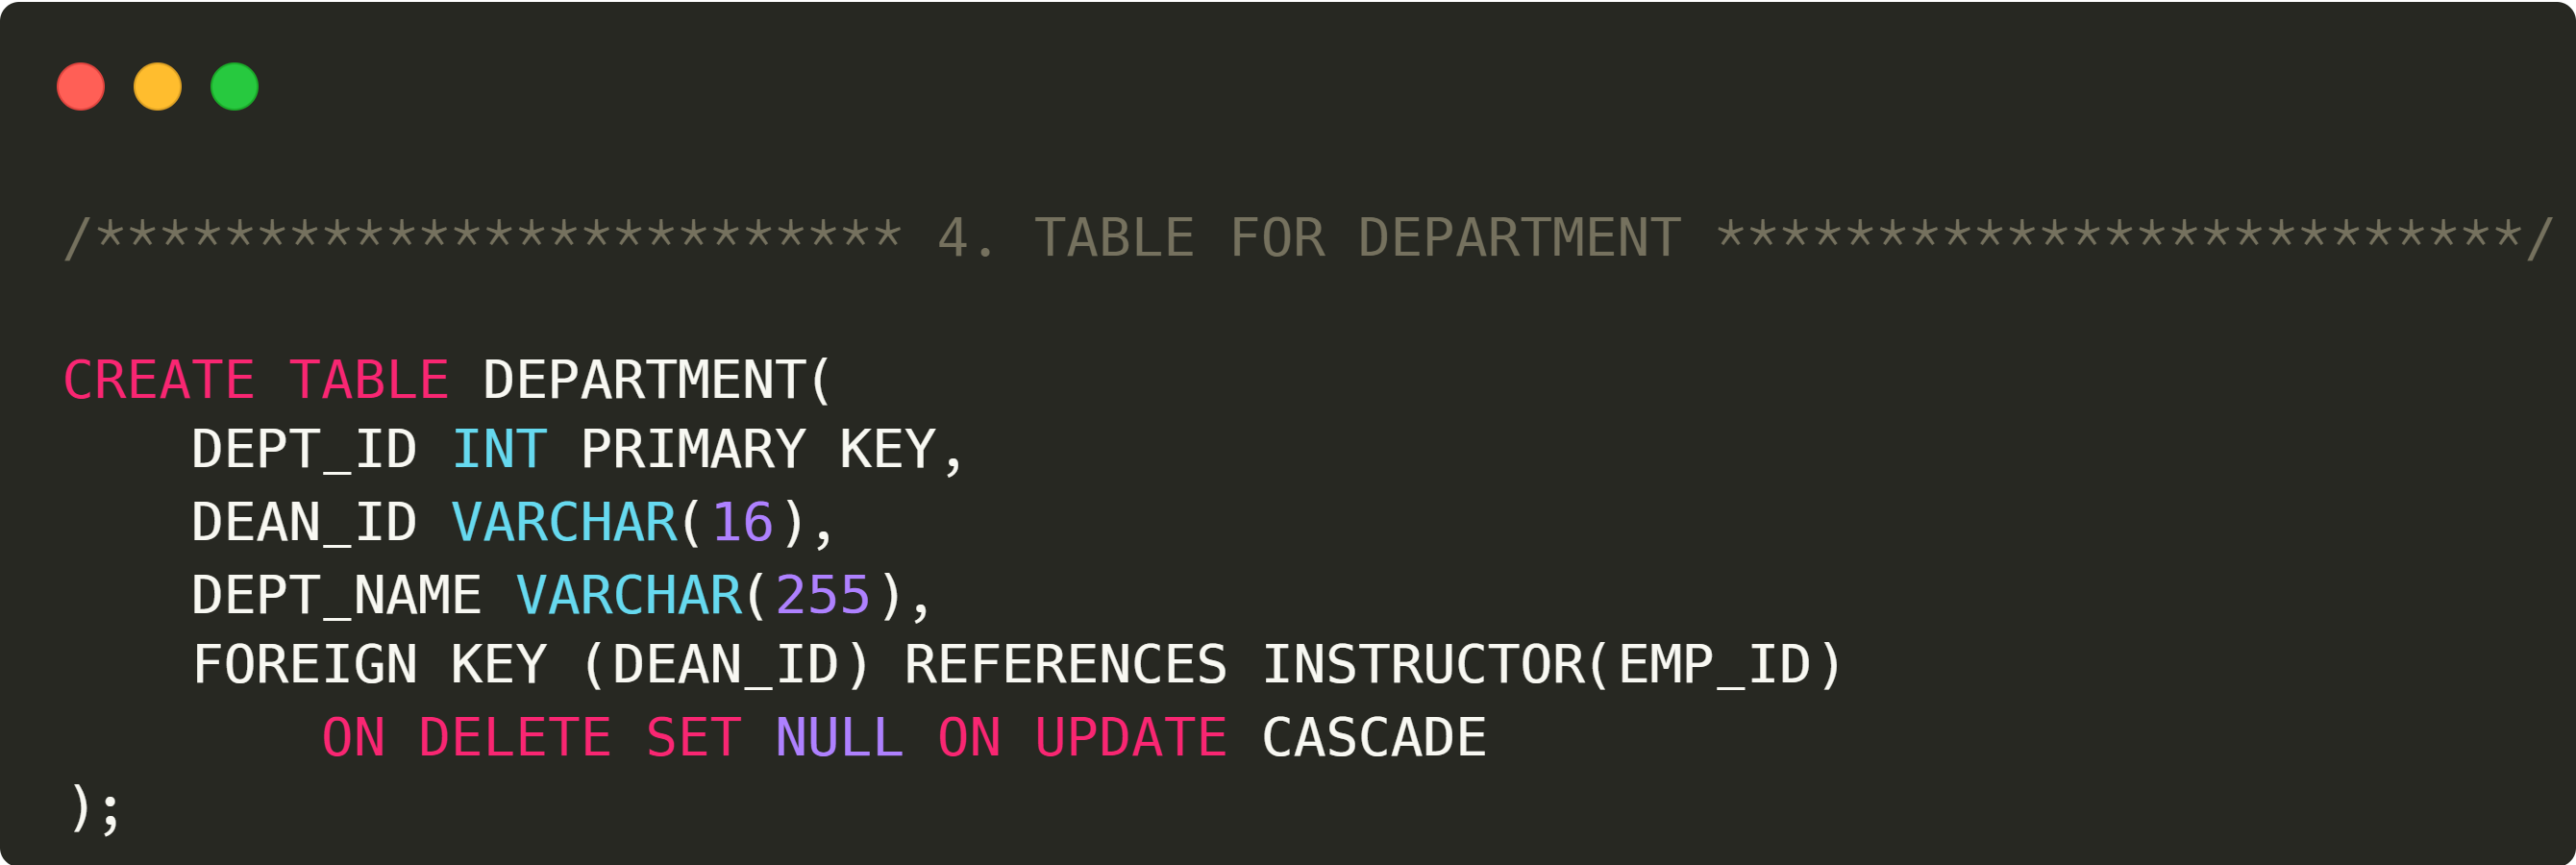 /************************* 4. TABLE FOR DEPARTMENT *************************/
CREATE TABLE DEPARTMENT(
    DEPT_ID INT PRIMARY KEY,
    DEAN_ID VARCHAR(16),
    DEPT_NAME VARCHAR(255),
    FOREIGN KEY (DEAN_ID) REFERENCES INSTRUCTOR(EMP_ID)
        ON DELETE SET NULL ON UPDATE CASCADE
);